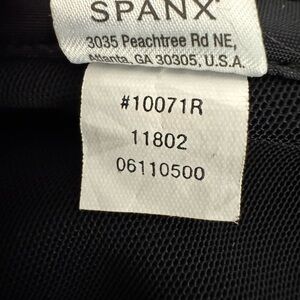 SPANX®
3035 Peachtree Rd NE,
Atlanta, GA 30305, U.S.A.
#10071R
11802
06110500